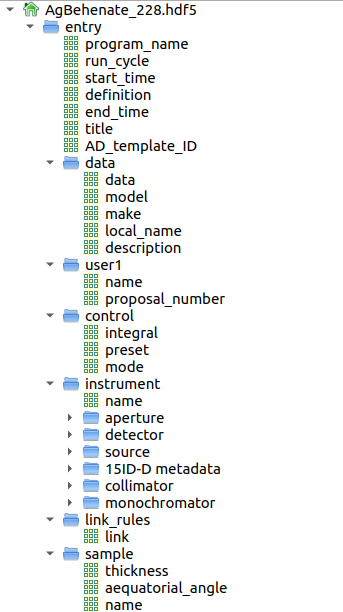 AgBehenate_228.hdf5
entry
program_name
run_cycle
start_time
definition
end_time
title
AD_template_ID
data
data
model
make
local_name
description
user1
name
proposal_number
control
integral
preset
mode
instrument
name
aperture
detector
source
15ID-D metadata
collimator
monochromator
link_rules
link
sample
thickness
aequatorial_angle
name